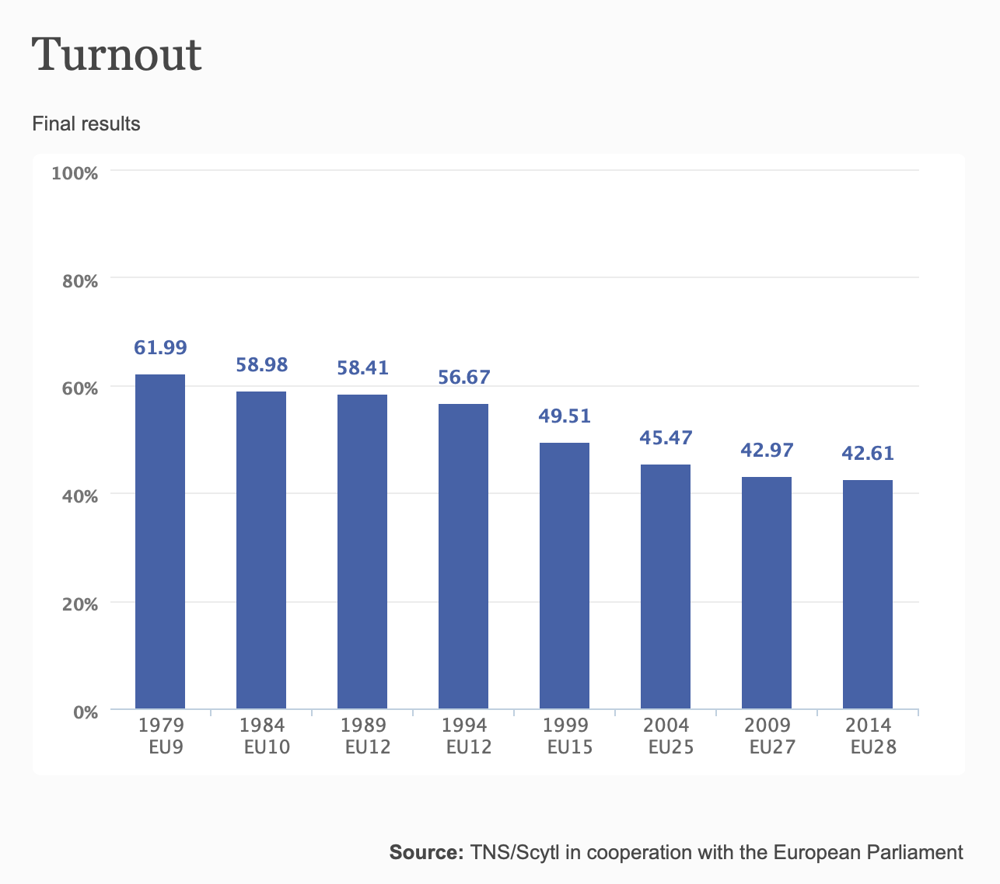 Turnout
Final results
100%
80%
60%
40%
20%
0%
61.99
58.98
58.41
56.67
49.51
45.47
42.97
42.61
1979 1984 1989 1994 1999 2004 2009 2014
EU9 EU10 EU12 EU12 EU15 EU25 EU27 EU28
Source: TNS/Scytl in cooperation with the European Parliament